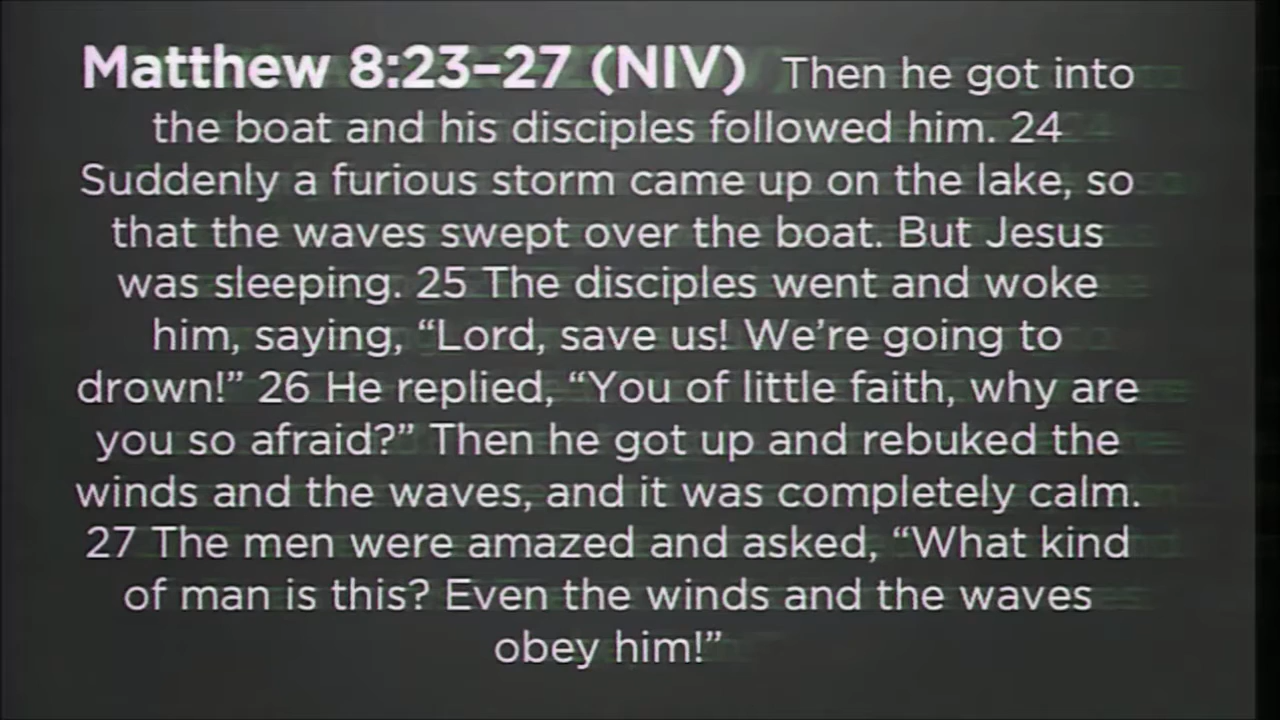 Matthew 8:23–27 (NIV) Then he got into
the boat and his disciples followed him. 24
Suddenly a furious storm came up on the lake, so
that the waves swept over the boat. But Jesus
was sleeping. 25 The disciples went and woke
him, saying, “Lord, save us! We’re going to
drown!” 26 He replied, “You of little faith, why are
you so afraid?” Then he got up and rebuked the
winds and the waves, and it was completely calm.
27 The men were amazed and asked, “What kind
of man is this? Even the winds and the waves
obey him!”